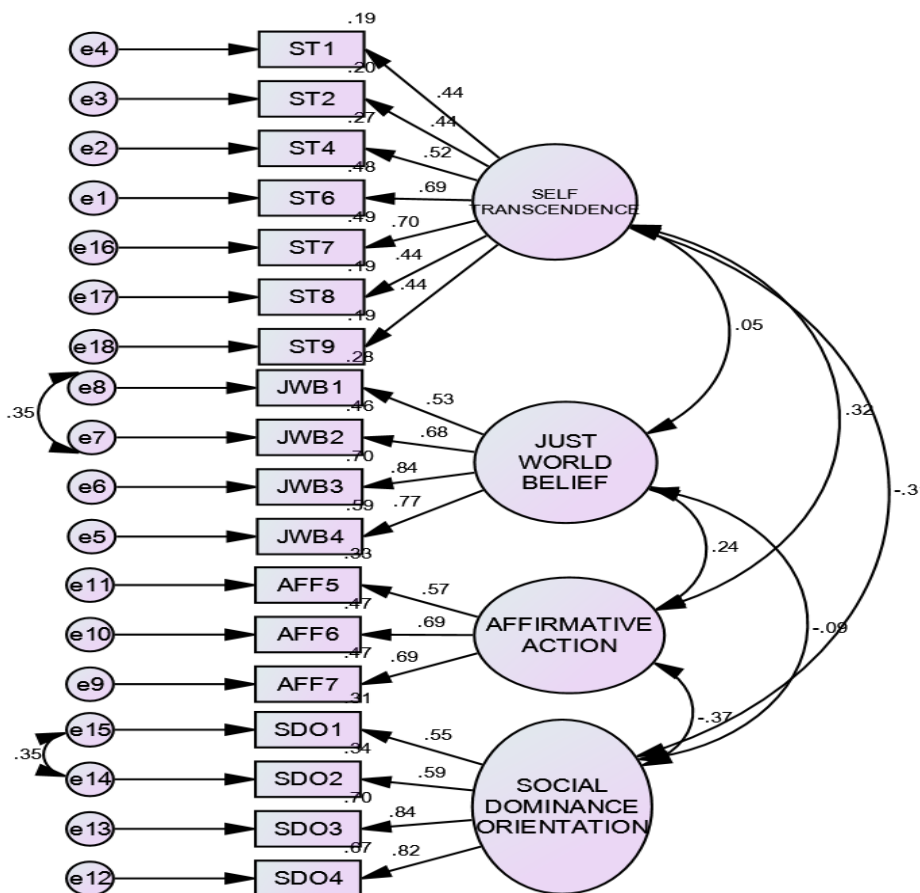 .19
e4
ST1
.20
.44
e3
ST2
.27
.44
e2
ST4
.48
.52
e1
ST6
.49
.69
SELF
TRANSCENDENCE
e16
ST7
.19
.70
e17
ST8
.19
.44
e18
ST9
.28
.44
e8
JWB1
.46
.53
.35
e7
JWB2
.70
.68
JUST
WORLD
BELIEF
e6
JWB3
.59
.84
e5
JWB4
.33
.77
e11
AFF5
.47
.57
e10
AFF6
.47
.69
AFFIRMATIVE
ACTION
e9
AFF7
.31
.69
e15
SDO1
.34
.55
.35
e14
SDO2
.70
.59
SOCIAL
DOMINANCE
ORIENTATION
e13
SDO3
.67
.84
e12
SDO4
.82
.05
.32
-.3
.24
-.09
-.37